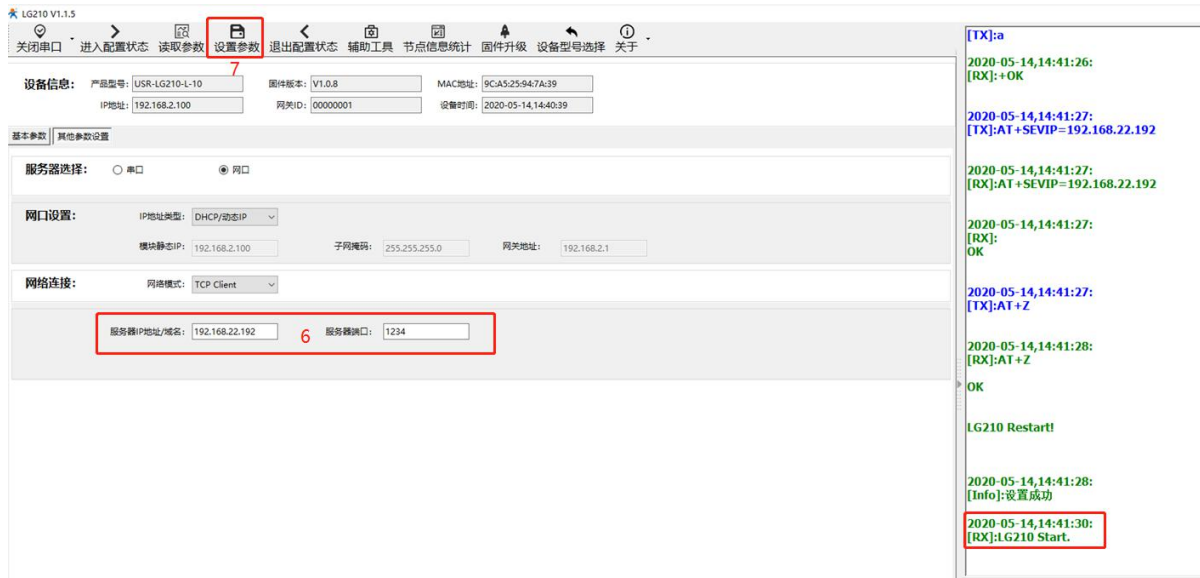 LG210 V1.1.5
关闭串口 进入配置状态 读取参数 设置参数 退出配置状态 辅助工具 节点信息统计 固件升级 设备型号选择 关于
7
设备信息: 产品型号: USR-LG210-L-10 固件版本: V1.0.8 MAC地址: 9C:A5:25:94:7A:39
IP地址: 192.168.2.100 网关ID: 00000001 设备时间: 2020-05-14,14:40:39
基本参数 其他参数设置
服务器选择: 串口 网口
网口设置: IP地址类型: DHCP/动态IP
模块静态IP: 192.168.2.100 子网掩码: 255.255.255.0 网关地址: 192.168.2.1
网络连接: 网络模式: TCP Client
服务器IP地址/域名: 192.168.22.192 6 服务器端口: 1234
[TX]:a
2020-05-14,14:41:26:
[RX]:+OK
2020-05-14,14:41:27:
[TX]:AT+SEVIP=192.168.22.192
2020-05-14,14:41:27:
[RX]:AT+SEVIP=192.168.22.192
2020-05-14,14:41:27:
[RX]:
OK
2020-05-14,14:41:27:
[TX]:AT+Z
2020-05-14,14:41:28:
[RX]:AT+Z
OK
LG210 Restart!
2020-05-14,14:41:28:
[Info]:设置成功
2020-05-14,14:41:30:
[RX]:LG210 Start.